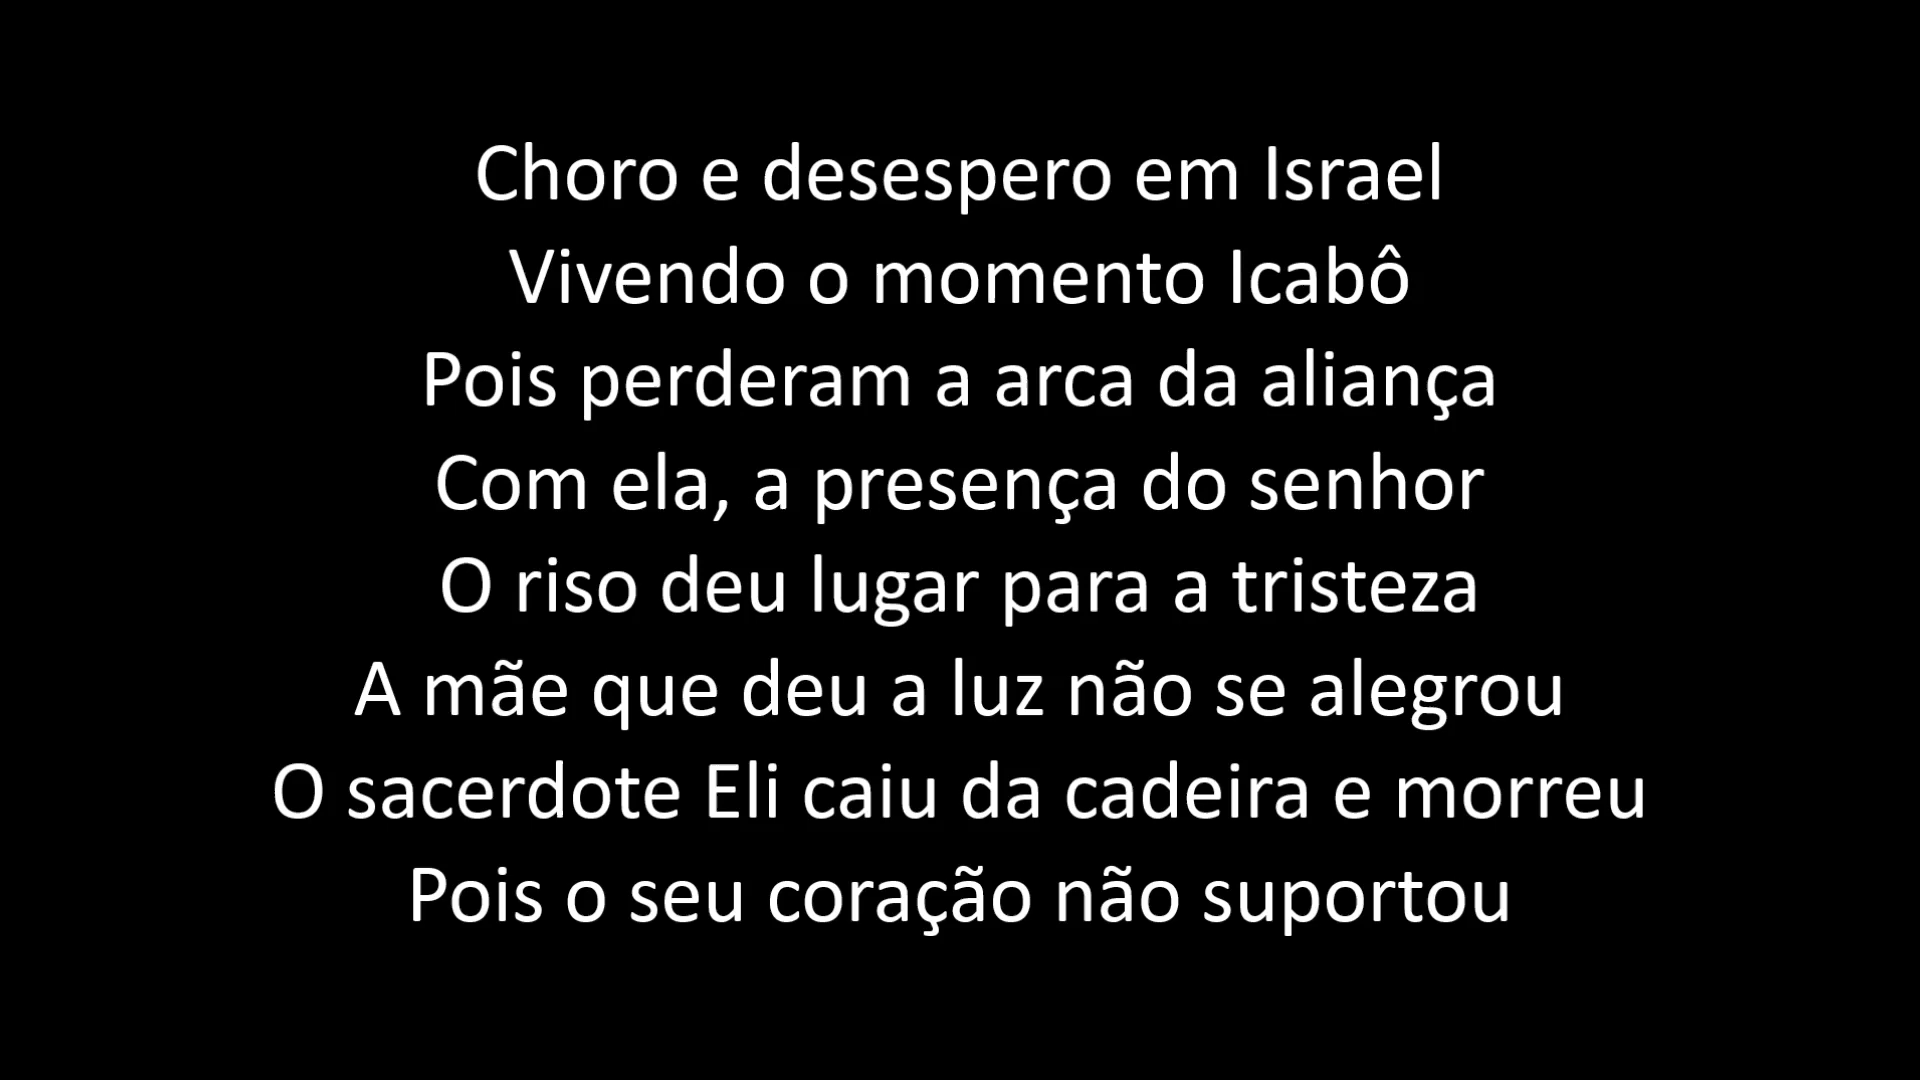 Choro e desespero em Israel
Vivendo o momento Icabô
Pois perderam a arca da aliança
Com ela, a presença do senhor
O riso deu lugar para a tristeza
A mãe que deu a luz não se alegrou
O sacerdote Eli caiu da cadeira e morreu
Pois o seu coração não suportou